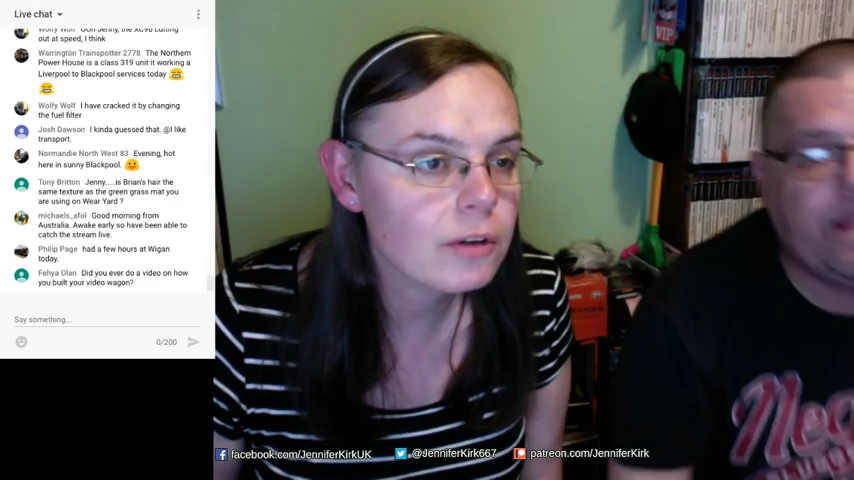 Live chat
Wolfy Wolf Ooh Jenny, the XC90 cutting
out at speed, I think
Warrington Trainspotter 2778 The Northern
Power House is a class 319 unit it working a
Liverpool to Blackpool services today
Wolfy Wolf I have cracked it by changing
the fuel filter
Josh Dawson I kinda guessed that. @I like
transport.
Normandie North West 83 Evening, hot
here in sunny Blackpool.
Tony Britton Jenny.....is Brian's hair the
same texture as the green grass mat you
are using on Wear Yard ?
michaels_afol Good morning from
Australia. Awake early so have been able to
catch the stream live.
Philip Page had a few hours at Wigan
today.
Fehya Olan Did you ever do a video on how
you built your video wagon?
Say something...
0/200
VIP
facebook.com/JenniferKirkUK
@JenniferKirk667
patreon.com/JenniferKirk